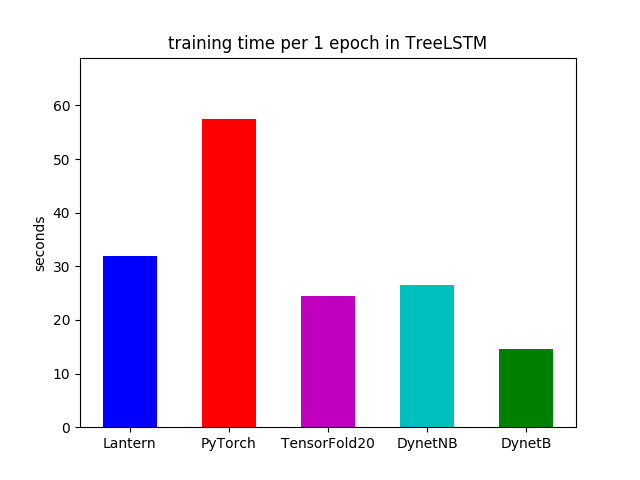 training time per 1 epoch in TreeLSTM
seconds
60
50
40
30
20
10
0
Lantern PyTorch TensorFold20 DynetNB DynetB